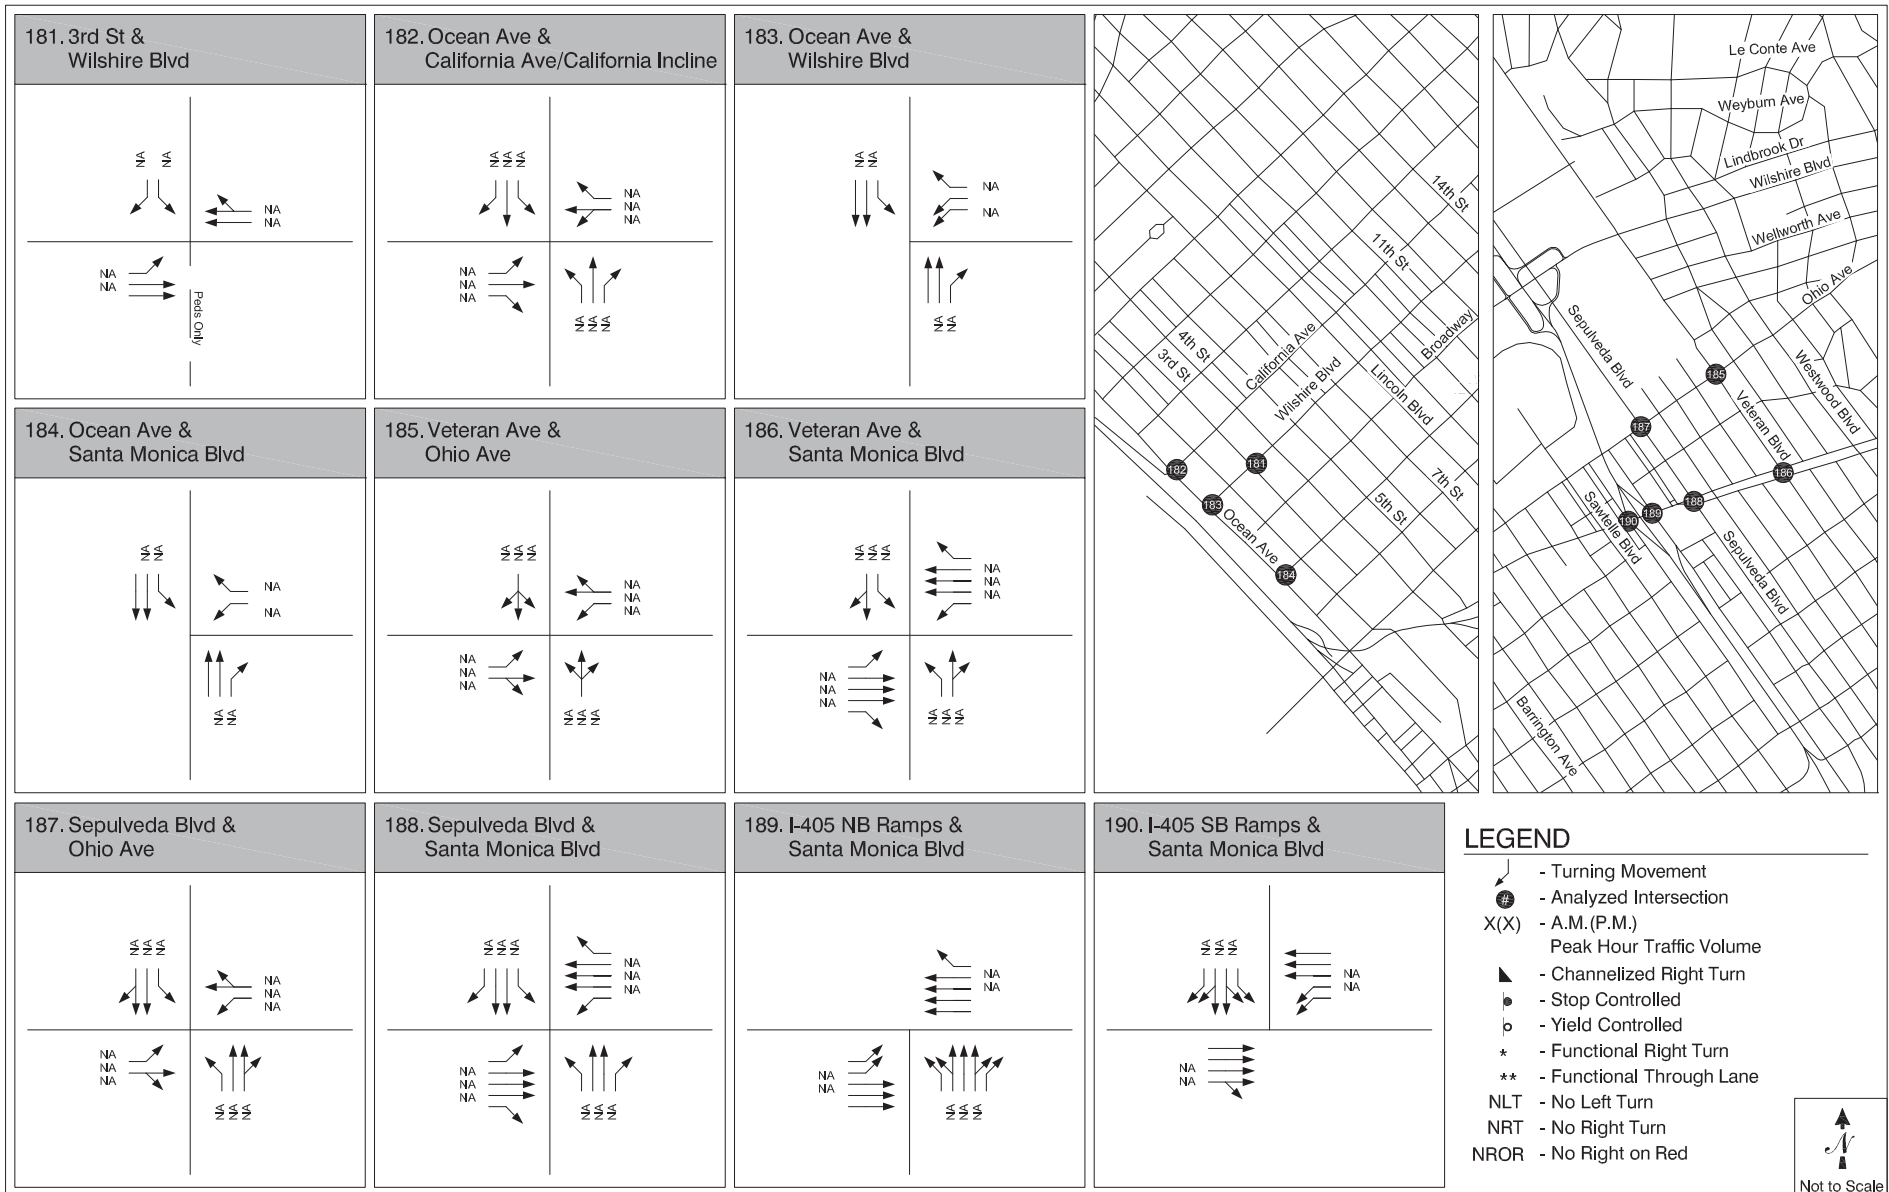 181. 3rd St &
Wilshire Blvd
NA NA
NA
NA
NA
NA
Peds Only
182. Ocean Ave &
California Ave/California Incline
NA NA NA
NA
NA
NA
NA
NA
NA
NA NA NA
183. Ocean Ave &
Wilshire Blvd
NA NA
NA
NA
NA NA
184. Ocean Ave &
Santa Monica Blvd
NA NA
NA
NA
NA NA
185. Veteran Ave &
Ohio Ave
NA NA NA
NA
NA
NA
NA
NA
NA
NA NA NA
186. Veteran Ave &
Santa Monica Blvd
NA NA NA
NA
NA
NA
NA
NA
NA
NA NA NA
187. Sepulveda Blvd &
Ohio Ave
NA NA NA
NA
NA
NA
NA
NA
NA
NA NA NA
188. Sepulveda Blvd &
Santa Monica Blvd
NA NA NA
NA
NA
NA
NA
NA
NA
NA NA NA
189. I-405 NB Ramps &
Santa Monica Blvd
NA
NA
NA
NA
NA NA NA
190. I-405 SB Ramps &
Santa Monica Blvd
NA NA NA
NA
NA
NA
NA
14th St
11th St
4th St
3rd St
California Ave
Wilshire Blvd
Broadway
Lincoln Blvd
7th St
5th St
Ocean Ave
181
182
183
184
Le Conte Ave
Weyburn Ave
Lindbrook Dr
Wilshire Blvd
Wellworth Ave
Ohio Ave
Sepulveda Blvd
Westwood Blvd
Veteran Blvd
Sawtelle Blvd
Sepulveda Blvd
Barrington Ave
185
187
186
188
189
190
LEGEND
- Turning Movement
# - Analyzed Intersection
X(X) - A.M.(P.M.)
Peak Hour Traffic Volume
- Channelized Right Turn
- Stop Controlled
- Yield Controlled
* - Functional Right Turn
** - Functional Through Lane
NLT - No Left Turn
NRT - No Right Turn
NROR - No Right on Red
N
Not to Scale